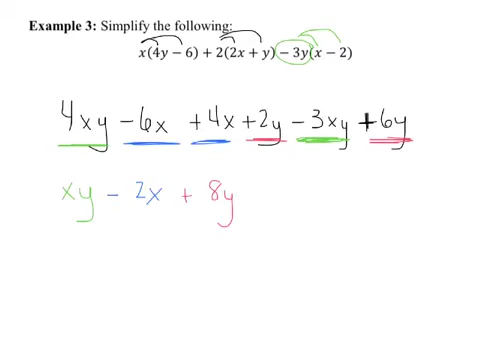 Example 3: Simplify the following:
x(4y − 6) + 2(2x + y) − 3y(x − 2)
4xy − 6x + 4x + 2y − 3xy + 6y
xy − 2x + 8y